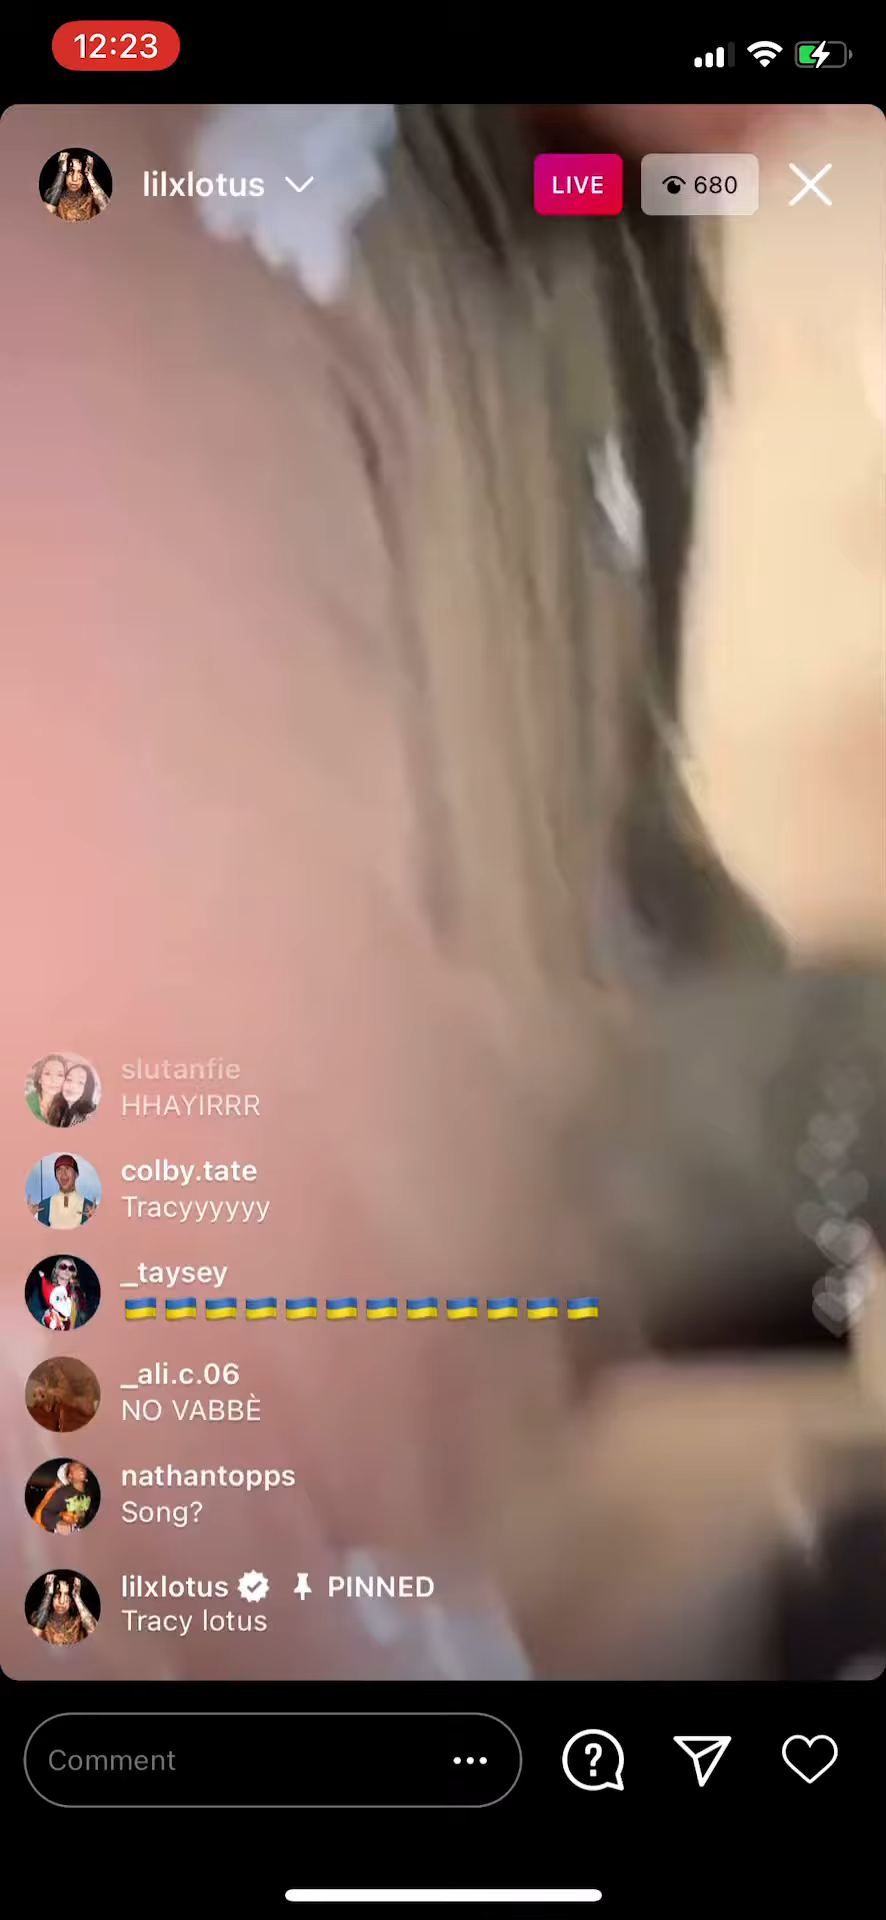 12:23
lilxlotus
LIVE
680
slutanfie
HHAYIRRR
colby.tate
Tracyyyyyy
_taysey
🇺🇦🇺🇦🇺🇦🇺🇦🇺🇦🇺🇦🇺🇦🇺🇦🇺🇦🇺🇦🇺🇦🇺🇦
_ali.c.06
NO VABBÈ
nathantopps
Song?
lilxlotus PINNED
Tracy lotus
Comment